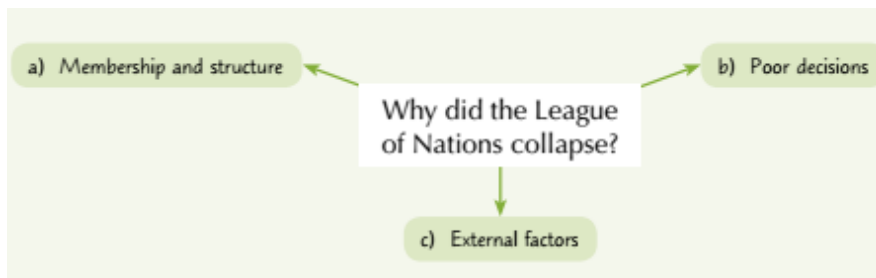 a) Membership and structure
b) Poor decisions
Why did the League
of Nations collapse?
c) External factors